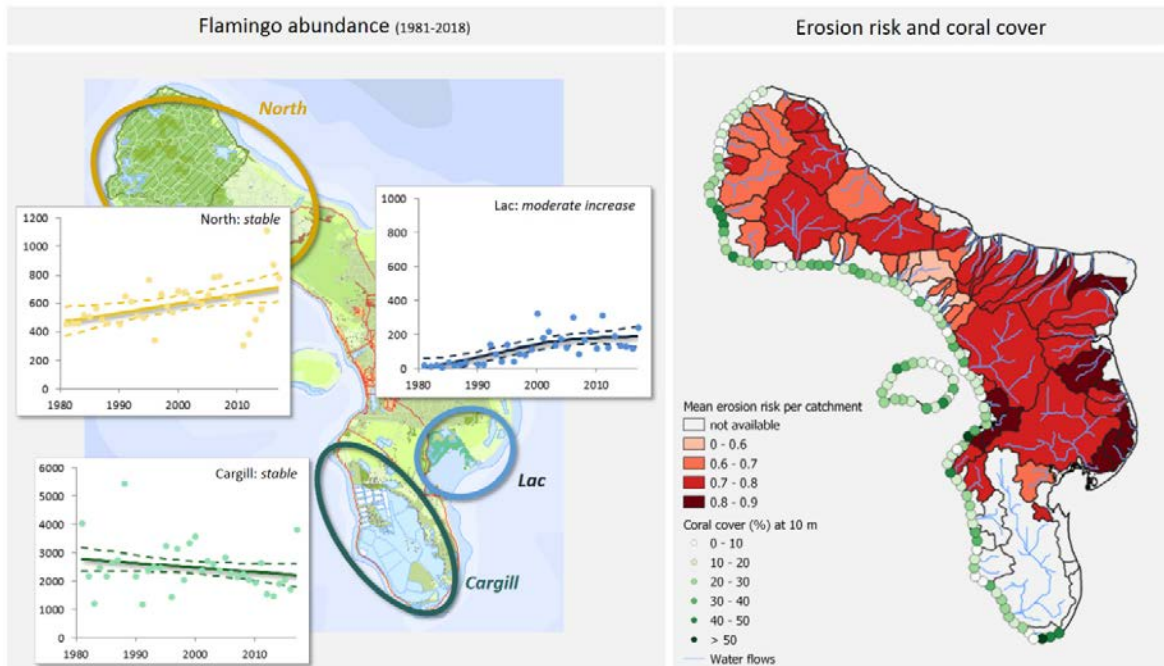 Flamingo abundance (1981-2018)
North
North: stable
1200
1000
800
600
400
200
0
1980 1990 2000 2010
Lac: moderate increase
1000
800
600
400
200
0
1980 1990 2000 2010
Lac
Cargill: stable
6000
5000
4000
3000
2000
1000
0
1980 1990 2000 2010
Cargill
Erosion risk and coral cover
Mean erosion risk per catchment
not available
0 - 0.6
0.6 - 0.7
0.7 - 0.8
0.8 - 0.9
Coral cover (%) at 10 m
0 - 10
10 - 20
20 - 30
30 - 40
40 - 50
> 50
Water flows